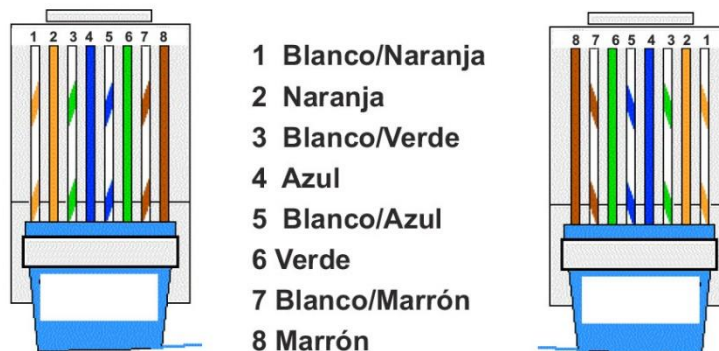 1 2 3 4 5 6 7 8
1 Blanco/Naranja
2 Naranja
3 Blanco/Verde
4 Azul
5 Blanco/Azul
6 Verde
7 Blanco/Marrón
8 Marrón
8 7 6 5 4 3 2 1